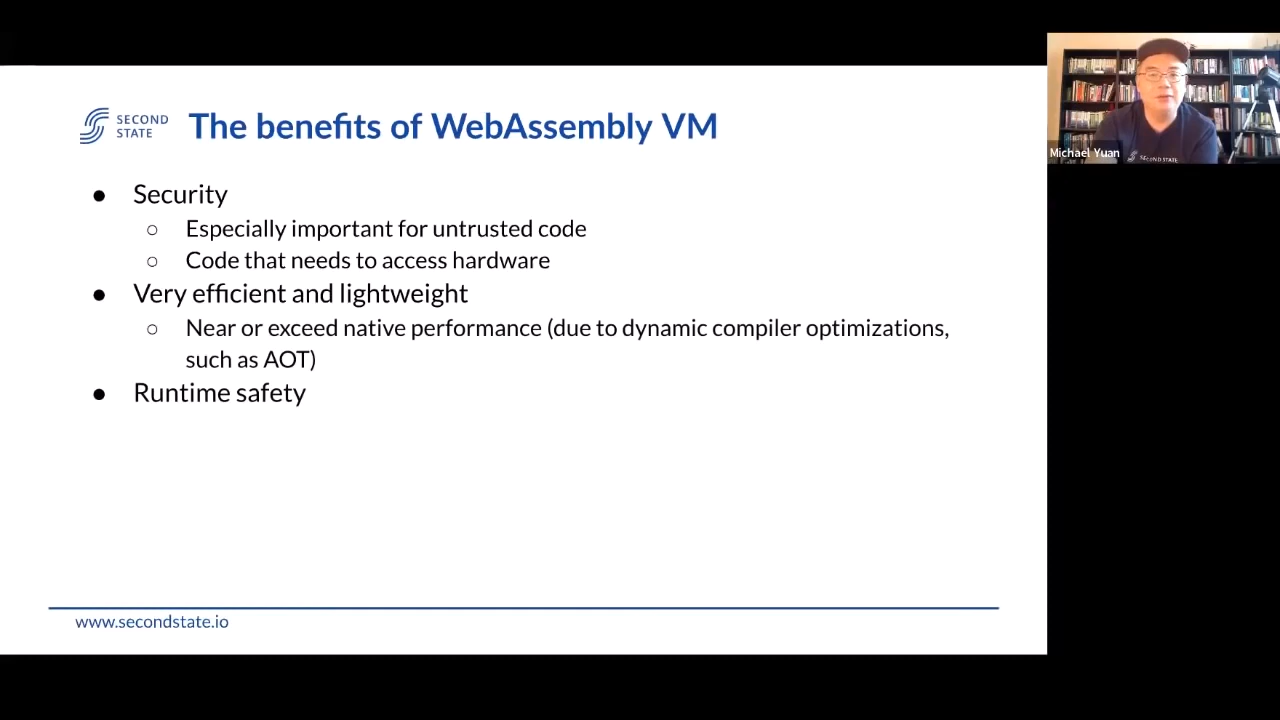 SECOND
STATE
The benefits of WebAssembly VM
● Security
○ Especially important for untrusted code
○ Code that needs to access hardware
● Very efficient and lightweight
○ Near or exceed native performance (due to dynamic compiler optimizations,
such as AOT)
● Runtime safety
www.secondstate.io
Michael Yuan
SECOND STATE